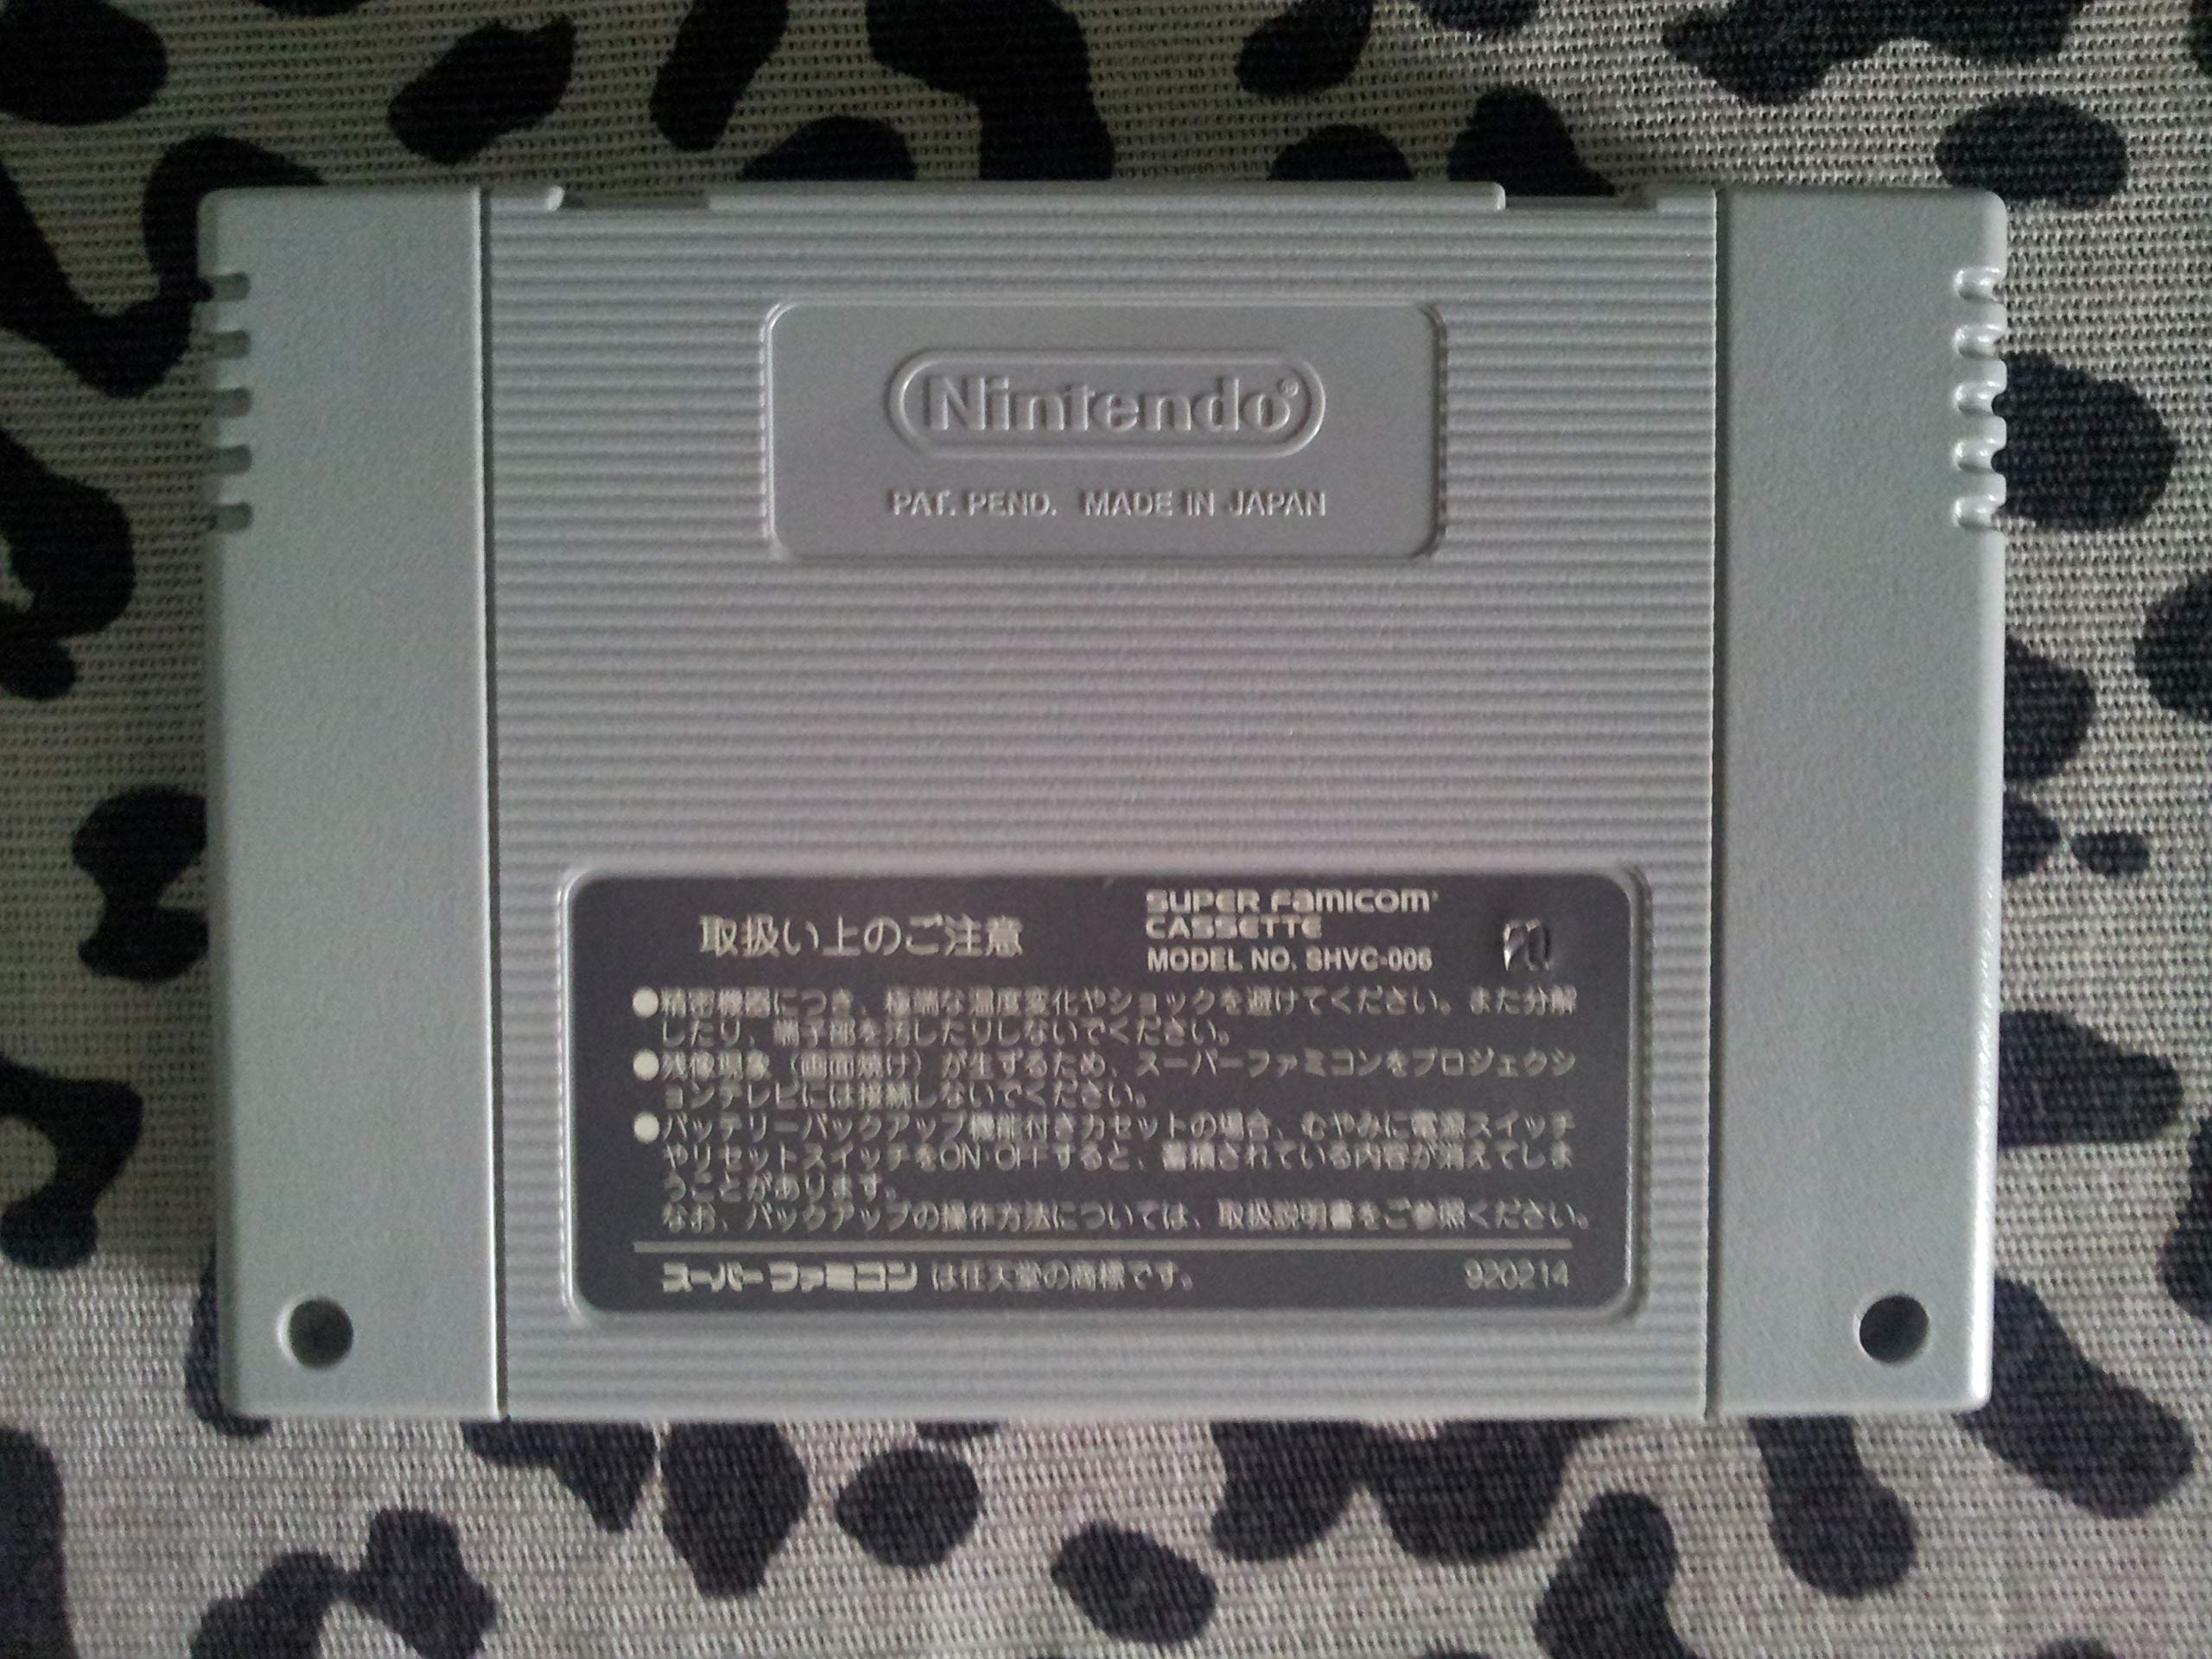 Nintendo®
PAT. PEND. MADE IN JAPAN
取扱い上のご注意
SUPER FAMICOM
CASSETTE
MODEL NO. SHVC-006
20
●精密機器につき、極端な温度変化やショックを避けてください。また分解
したり、端子部を汚したりしないでください。
●残像現象（画面焼け）が生ずるため、スーパーファミコンをプロジェクシ
ョンテレビには接続しないでください。
●バッテリーバックアップ機能付きカセットの場合、むやみに電源スイッチ
やリセットスイッチをON・OFFすると、蓄積されている内容が消えてしま
うことがあります。
なお、バックアップの操作方法については、取扱説明書をご参照ください。
スーパーファミコンは任天堂の商標です。 920214